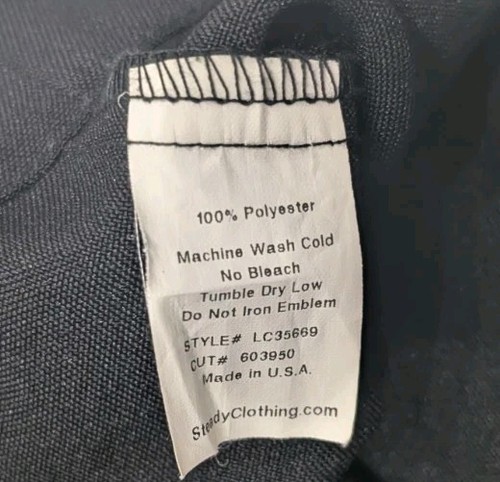 100% Polyester
Machine Wash Cold
No Bleach
Tumble Dry Low
Do Not Iron Emblem
STYLE# LC35669
CUT# 603950
Made in U.S.A.
SteadyClothing.com